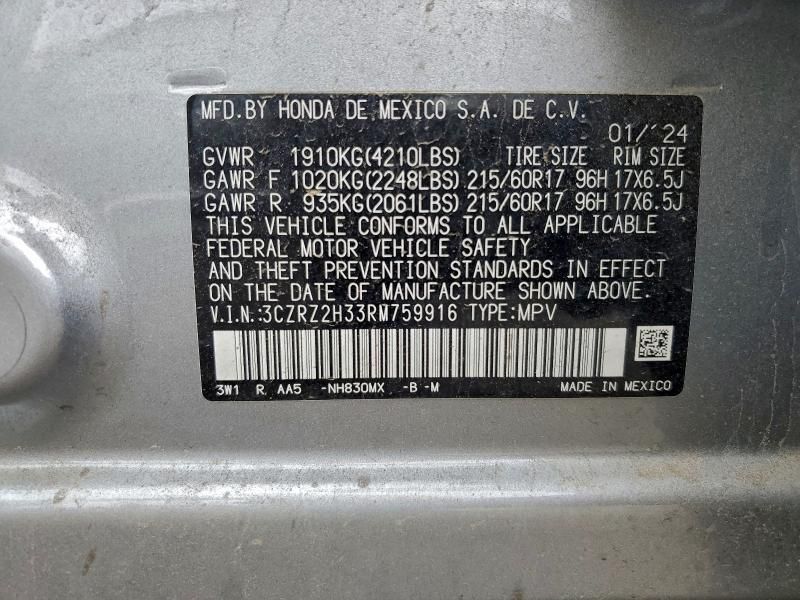 MFD.BY HONDA DE MEXICO S.A. DE C.V.
01/'24
GVWR 1910KG(4210LBS) TIRE SIZE RIM SIZE
GAWR F 1020KG(2248LBS) 215/60R17 96H 17X6.5J
GAWR R 935KG(2061LBS) 215/60R17 96H 17X6.5J
THIS VEHICLE CONFORMS TO ALL APPLICABLE
FEDERAL MOTOR VEHICLE SAFETY
AND THEFT PREVENTION STANDARDS IN EFFECT
ON THE DATE OF MANUFACTURE SHOWN ABOVE.
V.I.N.:3CZRZ2H33RM759916 TYPE:MPV
3W1 R AA5 -NH830MX -B -M MADE IN MEXICO